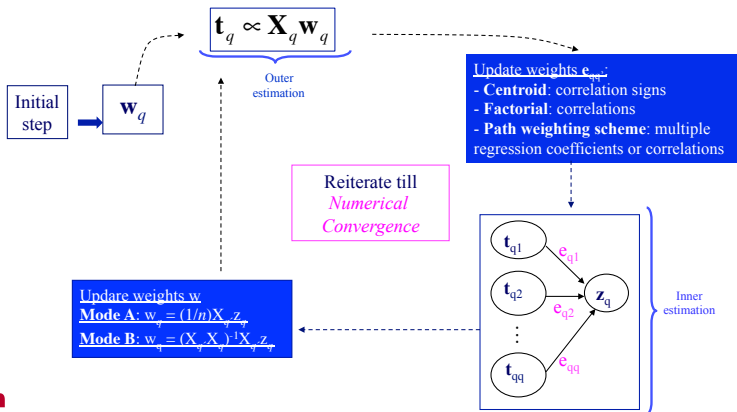 t_q ∝ X_q w_q
Outer
estimation
Initial
step
w_q
Update weights e_qq':
- Centroid: correlation signs
- Factorial: correlations
- Path weighting scheme: multiple
regression coefficients or correlations
Reiterate till
Numerical
Convergence
t_q1
e_q1
t_q2
e_q2
z_q
⋮
t_qq
e_qq
Inner
estimation
Updare weights w
Mode A: w_q = (1/n)X_q'z_q
Mode B: w_q = (X_q'X_q)^-1X_q'z_q